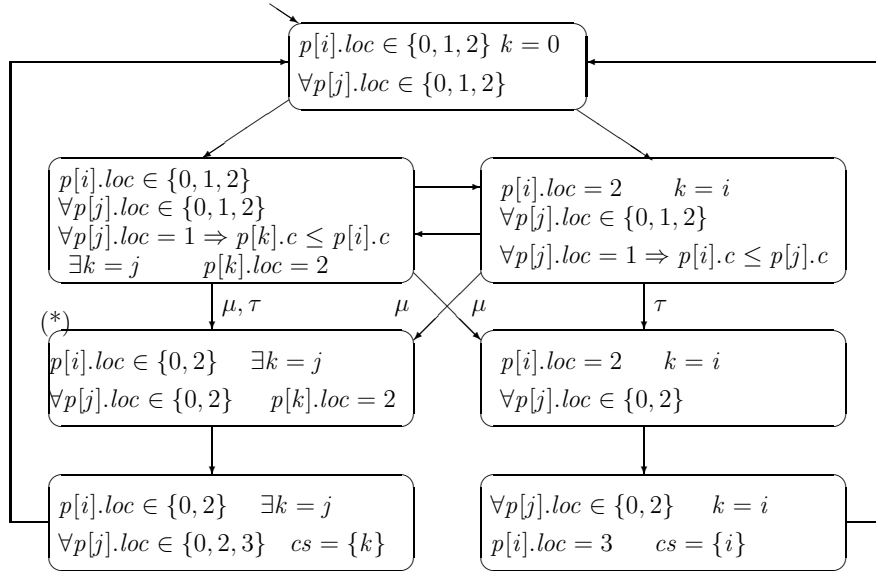 p[i].loc ∈ {0, 1, 2} k = 0
∀p[j].loc ∈ {0, 1, 2}
p[i].loc ∈ {0, 1, 2}
∀p[j].loc ∈ {0, 1, 2}
∀p[j].loc = 1 ⇒ p[k].c ≤ p[i].c
∃k = j p[k].loc = 2
p[i].loc = 2 k = i
∀p[j].loc ∈ {0, 1, 2}
∀p[j].loc = 1 ⇒ p[i].c ≤ p[j].c
μ, τ
μ
μ
τ
(*)
p[i].loc ∈ {0, 2} ∃k = j
∀p[j].loc ∈ {0, 2} p[k].loc = 2
p[i].loc = 2 k = i
∀p[j].loc ∈ {0, 2}
p[i].loc ∈ {0, 2} ∃k = j
∀p[j].loc ∈ {0, 2, 3} cs = {k}
∀p[j].loc ∈ {0, 2} k = i
p[i].loc = 3 cs = {i}